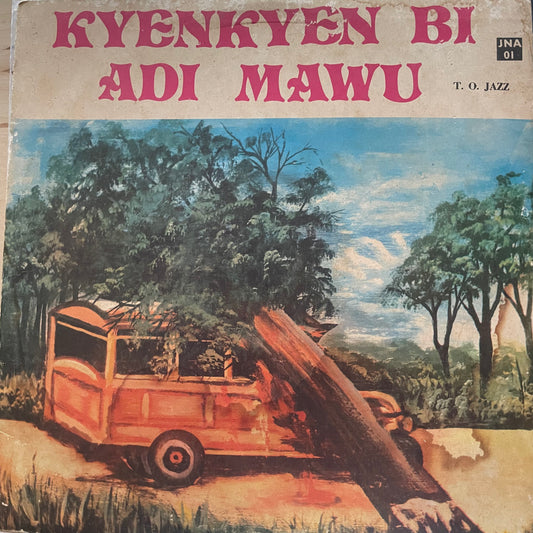 KYENKYEN BI
ADI MAWU
T. O. JAZZ
JNA
01